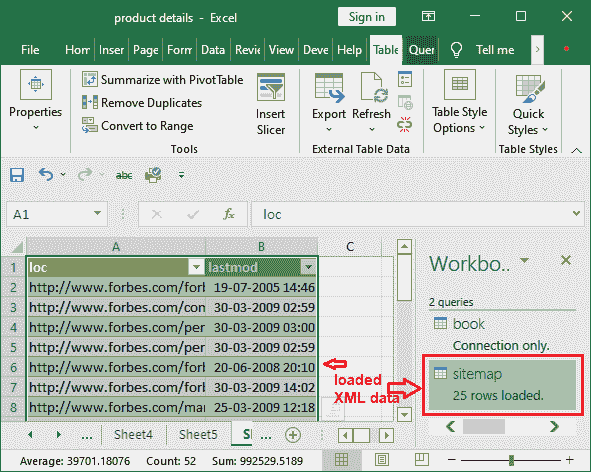 product details - Excel
Sign in
File Hom Inser Page Form Data Revie View Deve Help Table Quer Tell me
Properties
Summarize with PivotTable
Remove Duplicates
Convert to Range
Insert
Slicer
Export Refresh
Table Style
Options
Quick
Styles
Tools
External Table Data
Table Styles
abc
A1
fx
loc
A B C
1 loc lastmod
2 http://www.forbes.com/forb 19-07-2005 14:46
3 http://www.forbes.com/com 30-03-2009 02:59
4 http://www.forbes.com/per 30-03-2009 03:00
5 http://www.forbes.com/per 30-03-2009 02:59
6 http://www.forbes.com/forb 20-06-2008 20:10
7 http://www.forbes.com/forb 30-03-2009 14:02
8 http://www.forbes.com/mar 25-03-2009 12:18
loaded
XML data
Workbo..
2 queries
book
Connection only.
sitemap
25 rows loaded.
... Sheet4 Sheet5 ...
Average: 39701.18076 Count: 52 Sum: 992529.5189